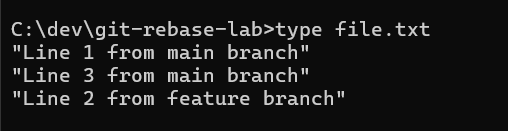 C:\dev\git-rebase-lab>type file.txt
"Line 1 from main branch"
"Line 3 from main branch"
"Line 2 from feature branch"